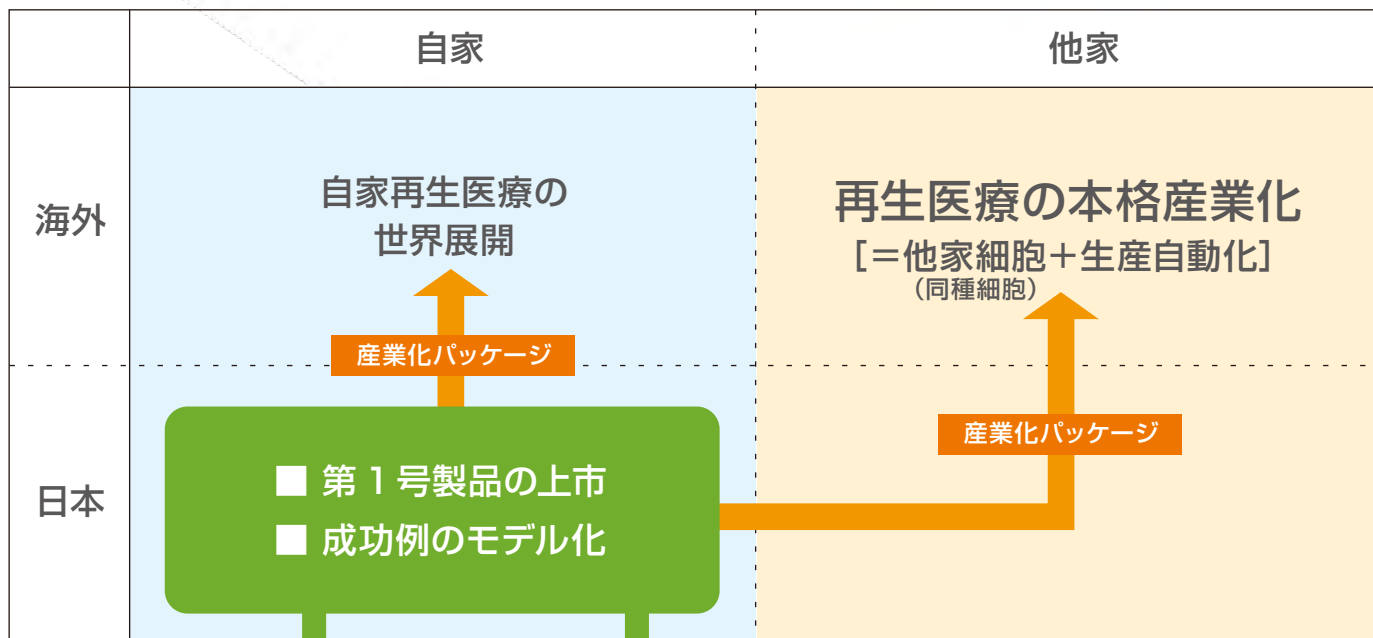 自家
他家
海外
自家再生医療の
世界展開
再生医療の本格産業化
[＝他家細胞＋生産自動化]
（同種細胞）
産業化パッケージ
産業化パッケージ
日本
■ 第1号製品の上市
■ 成功例のモデル化